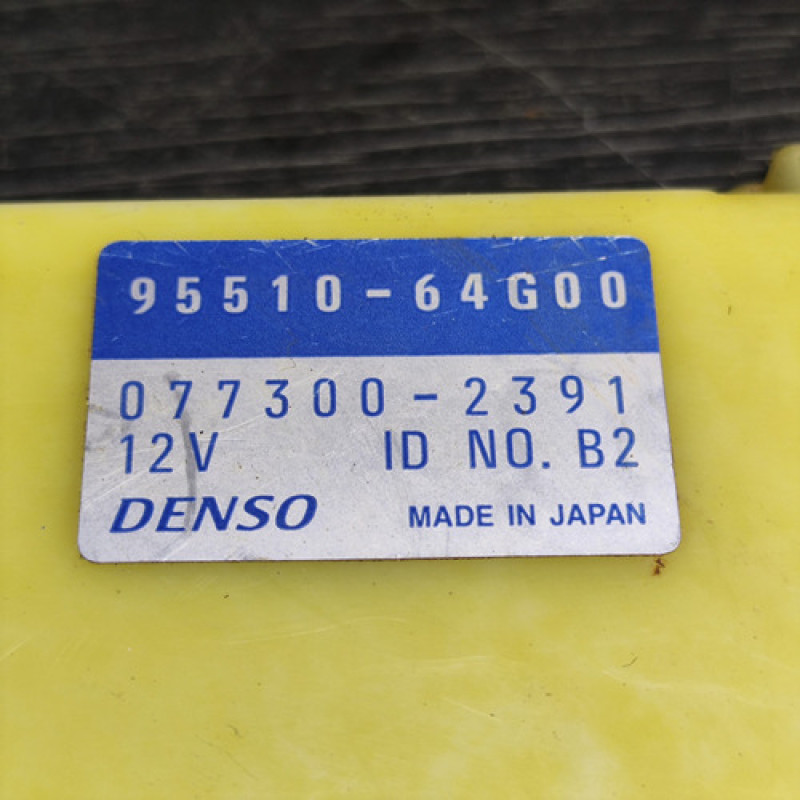 95510-64G00
077300-2391
12V ID NO. B2
DENSO MADE IN JAPAN